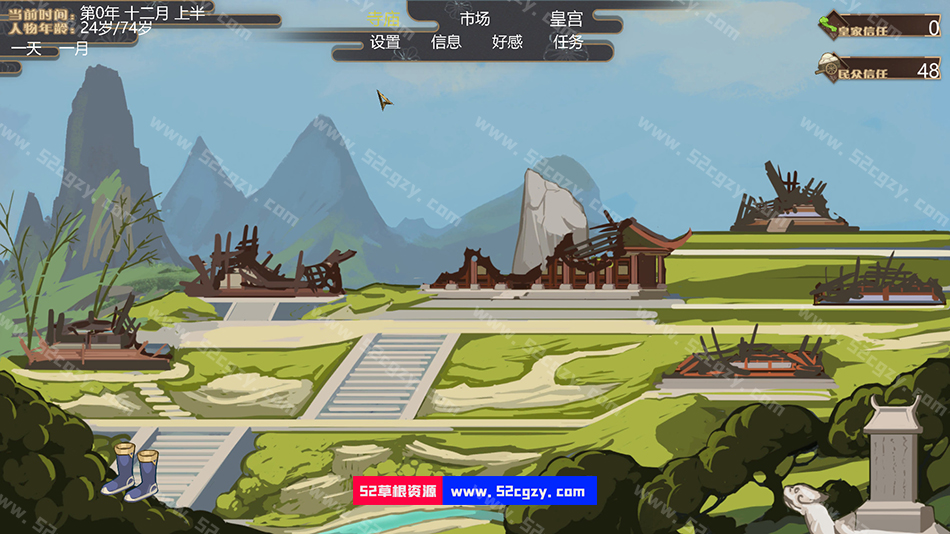 当前时间：第0年 十二月 上半
人物年龄：24岁/74岁
一天 一月
市场 皇宫
设置 信息 好感 任务
皇家信任 0
民众信任 48
www.52cgzy.com
52草根资源 www.52cgzy.com